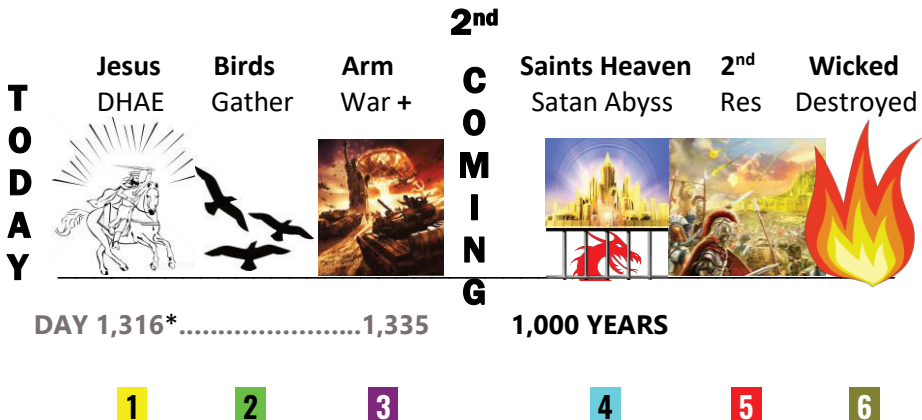 2nd
Jesus Birds Arm Saints Heaven 2nd Wicked
DHAE Gather War + Satan Abyss Res Destroyed
TODAY
COMING
DAY 1,316*......................1,335 1,000 YEARS
1 2 3 4 5 6